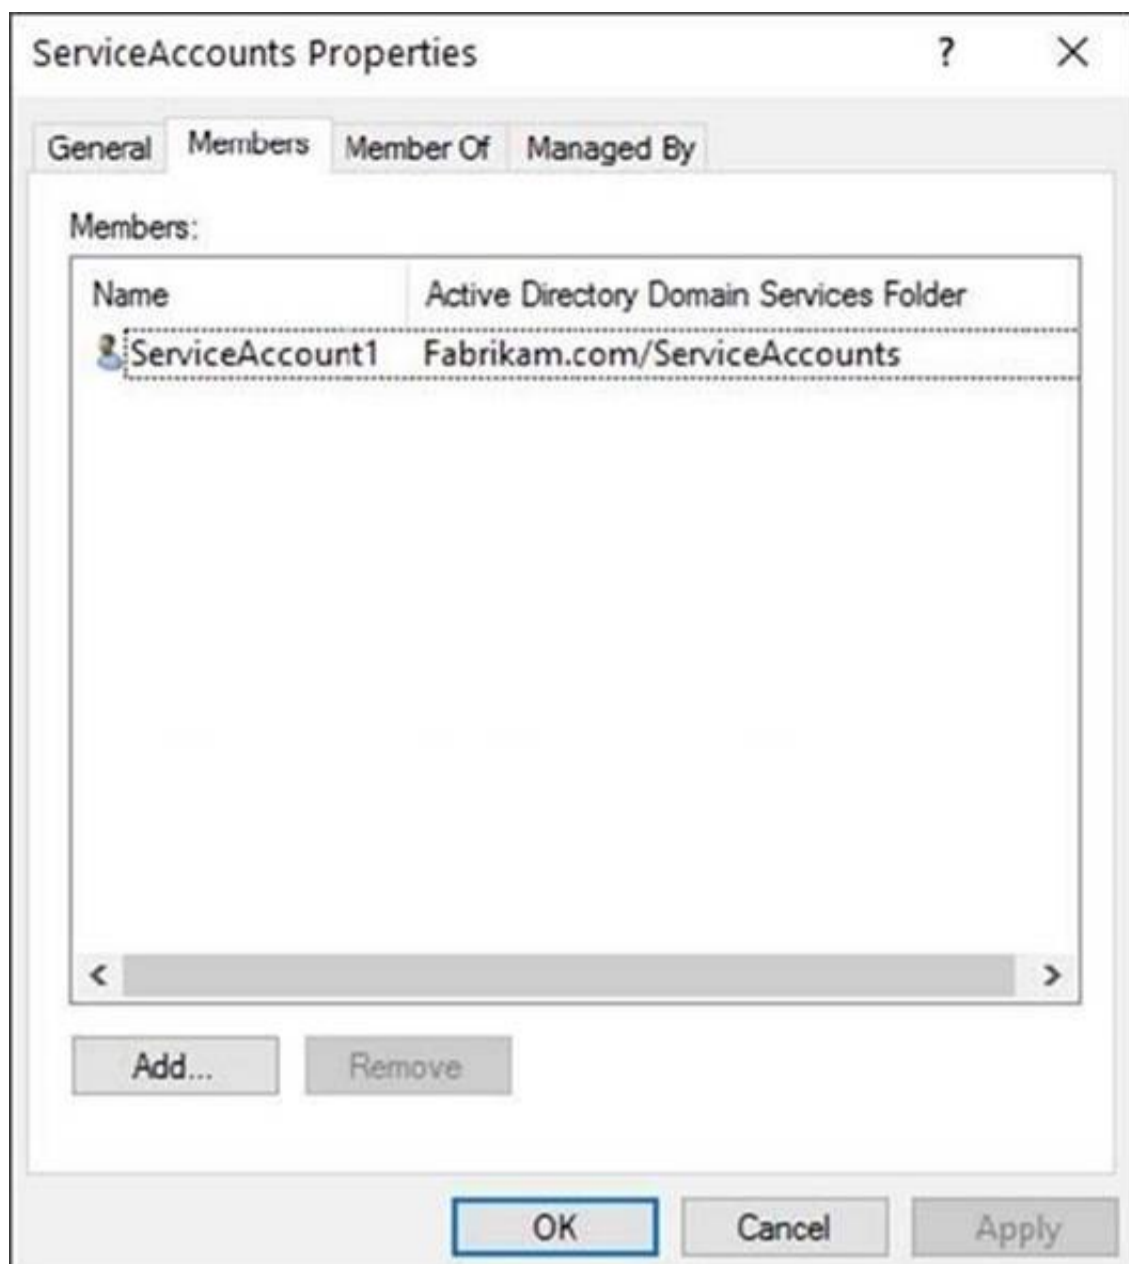 ServiceAccounts Properties ? X
General Members Member Of Managed By
Members:
Name Active Directory Domain Services Folder
ServiceAccount1 Fabrikam.com/ServiceAccounts
Add... Remove
OK Cancel Apply